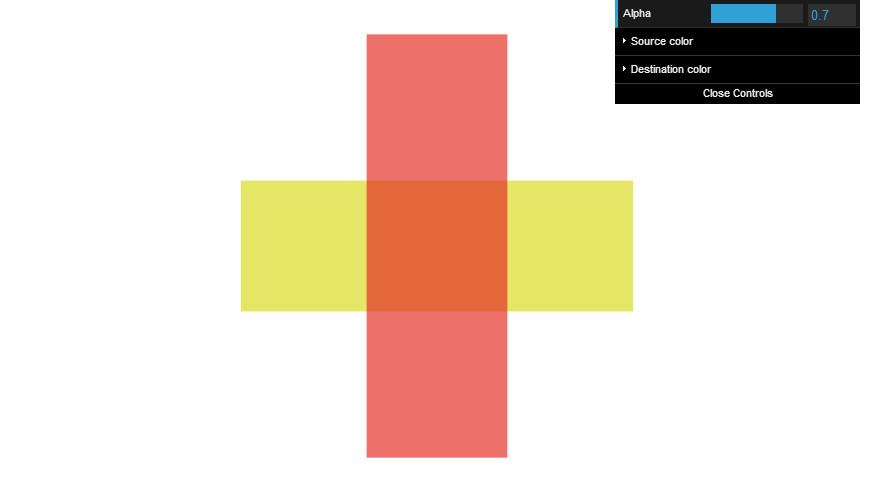 Alpha 0.7
Source color
Destination color
Close Controls